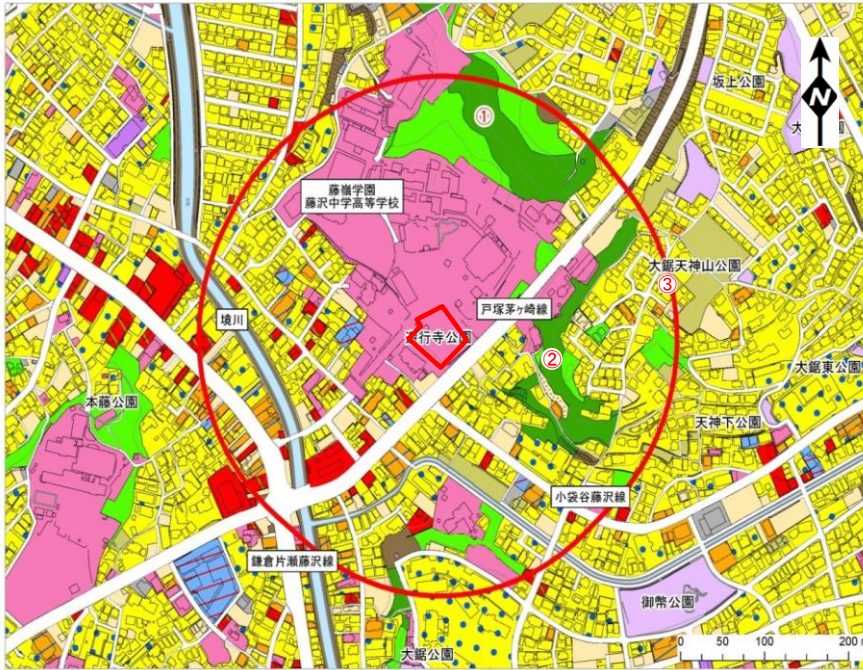 坂上公園
N
①
藤嶺学園
藤沢中学高等学校
大鋸天神山公園
③
戸塚茅ヶ崎線
境川
行寺公園
②
大鋸東公園
本藤公園
天神下公園
小袋谷藤沢線
鎌倉片瀬藤沢線
御幣公園
大鋸公園
0 50 100 200